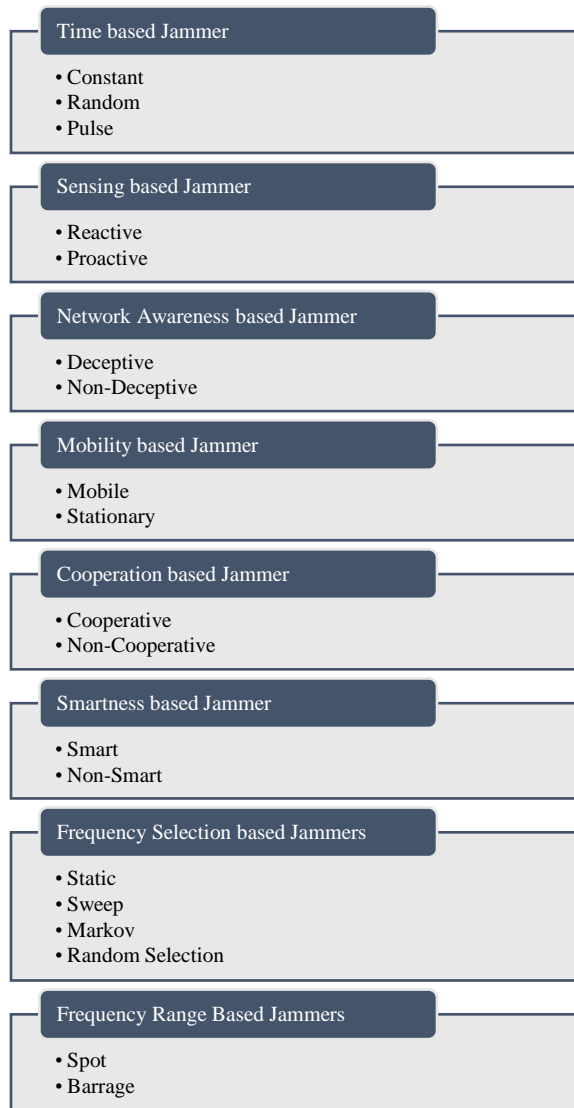 Time based Jammer
• Constant
• Random
• Pulse
Sensing based Jammer
• Reactive
• Proactive
Network Awareness based Jammer
• Deceptive
• Non-Deceptive
Mobility based Jammer
• Mobile
• Stationary
Cooperation based Jammer
• Cooperative
• Non-Cooperative
Smartness based Jammer
• Smart
• Non-Smart
Frequency Selection based Jammers
• Static
• Sweep
• Markov
• Random Selection
Frequency Range Based Jammers
• Spot
• Barrage